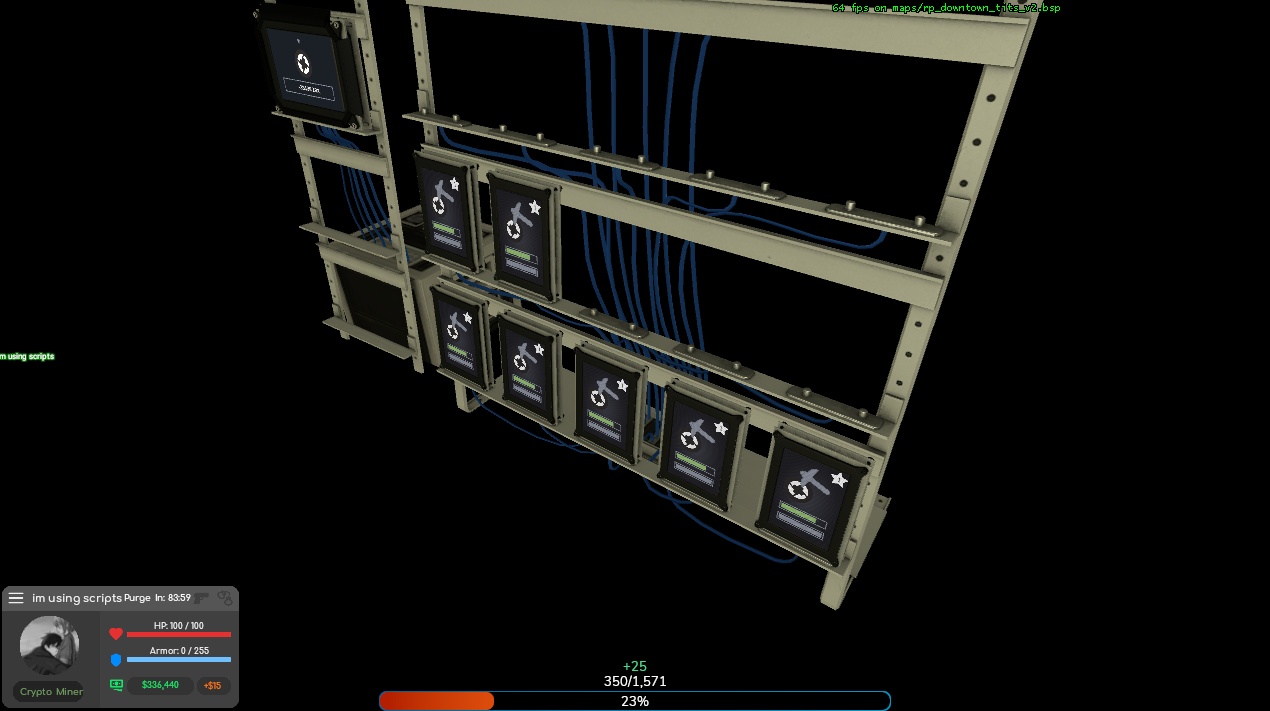 64 fps on maps/rp_downtown_tits_v2.bsp
m using scripts
im using scripts Purge In: 83:59
HP: 100 / 100
Armor: 0 / 255
$336,440 +$15
Crypto Miner
+25
350/1,571
23%